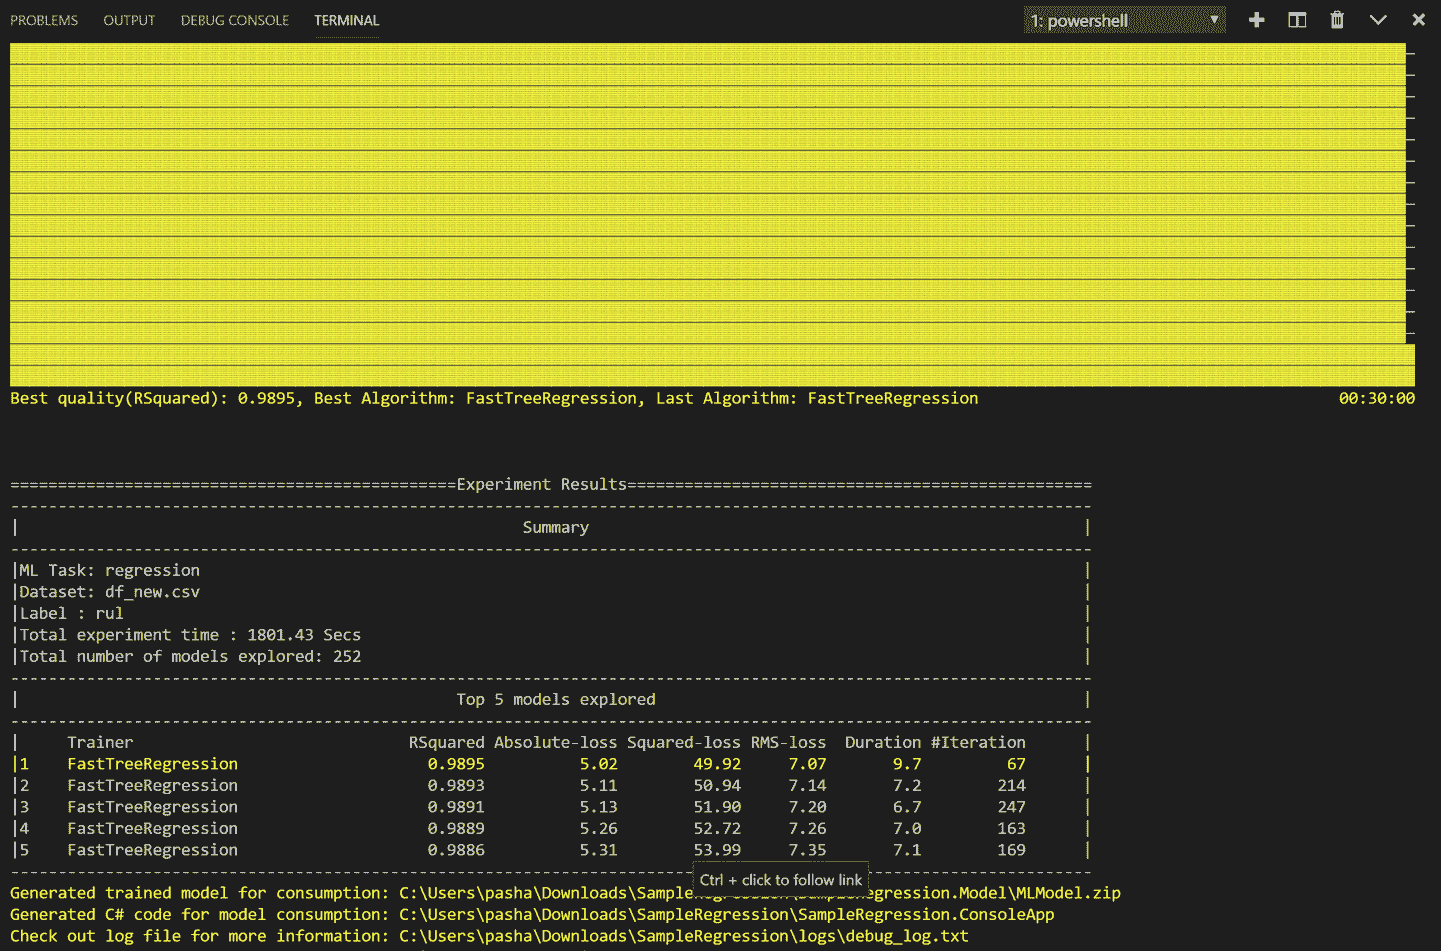 PROBLEMS OUTPUT DEBUG CONSOLE TERMINAL 1: powershell
Best quality(RSquared): 0.9895, Best Algorithm: FastTreeRegression, Last Algorithm: FastTreeRegression 00:30:00
===============================================Experiment Results=================================================
------------------------------------------------------------------------------------------------------------------
| Summary |
------------------------------------------------------------------------------------------------------------------
|ML Task: regression |
|Dataset: df_new.csv |
|Label : rul |
|Total experiment time : 1801.43 Secs |
|Total number of models explored: 252 |
------------------------------------------------------------------------------------------------------------------
| Top 5 models explored |
------------------------------------------------------------------------------------------------------------------
| Trainer RSquared Absolute-loss Squared-loss RMS-loss Duration #Iteration |
|1 FastTreeRegression 0.9895 5.02 49.92 7.07 9.7 67 |
|2 FastTreeRegression 0.9893 5.11 50.94 7.14 7.2 214 |
|3 FastTreeRegression 0.9891 5.13 51.90 7.20 6.7 247 |
|4 FastTreeRegression 0.9889 5.26 52.72 7.26 7.0 163 |
|5 FastTreeRegression 0.9886 5.31 53.99 7.35 7.1 169 |
------------------------------------------------------------------------------------------------------------------
Ctrl + click to follow link
Generated trained model for consumption: C:\Users\pasha\Downloads\SampleRegression\SampleRegression.Model\MLModel.zip
Generated C# code for model consumption: C:\Users\pasha\Downloads\SampleRegression\SampleRegression.ConsoleApp
Check out log file for more information: C:\Users\pasha\Downloads\SampleRegression\logs\debug_log.txt